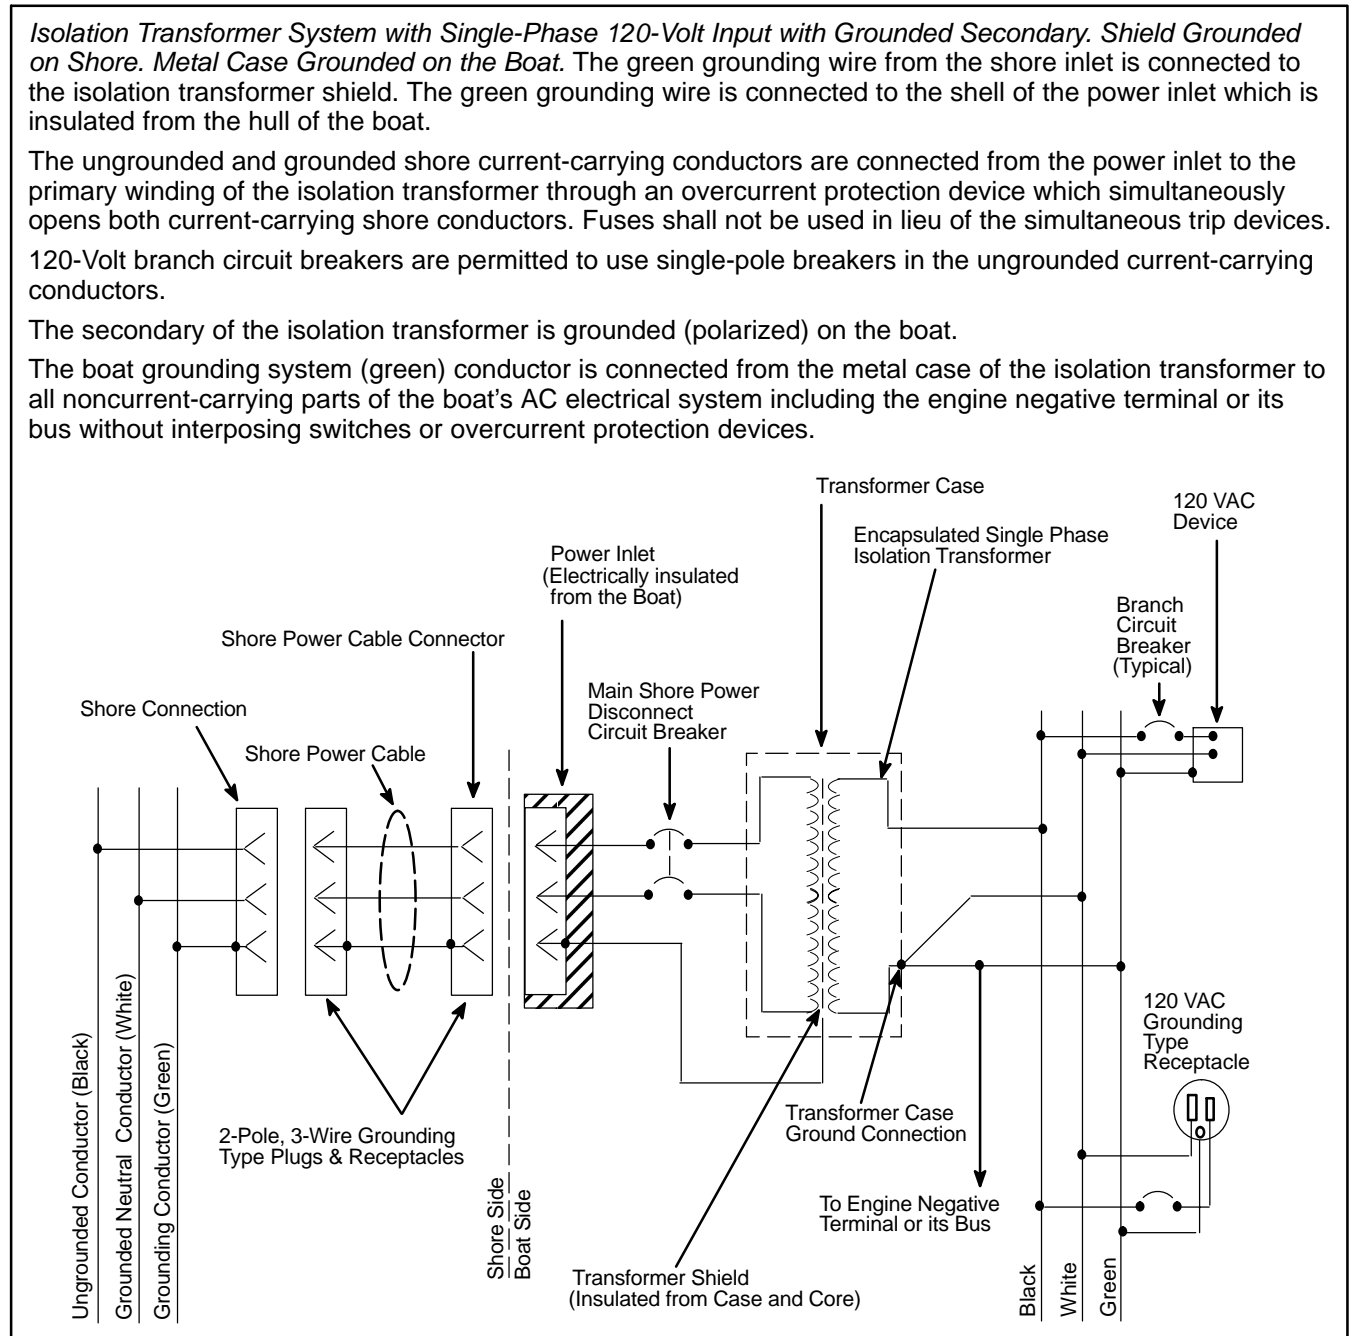 Isolation Transformer System with Single-Phase 120-Volt Input with Grounded Secondary. Shield Grounded
on Shore. Metal Case Grounded on the Boat. The green grounding wire from the shore inlet is connected to
the isolation transformer shield. The green grounding wire is connected to the shell of the power inlet which is
insulated from the hull of the boat.
The ungrounded and grounded shore current-carrying conductors are connected from the power inlet to the
primary winding of the isolation transformer through an overcurrent protection device which simultaneously
opens both current-carrying shore conductors. Fuses shall not be used in lieu of the simultaneous trip devices.
120-Volt branch circuit breakers are permitted to use single-pole breakers in the ungrounded current-carrying
conductors.
The secondary of the isolation transformer is grounded (polarized) on the boat.
The boat grounding system (green) conductor is connected from the metal case of the isolation transformer to
all noncurrent-carrying parts of the boat's AC electrical system including the engine negative terminal or its
bus without interposing switches or overcurrent protection devices.
Transformer Case
120 VAC
Device
Encapsulated Single Phase
Isolation Transformer
Power Inlet
(Electrically insulated
from the Boat)
Branch
Circuit
Breaker
(Typical)
Shore Power Cable Connector
Main Shore Power
Disconnect
Circuit Breaker
Shore Connection
Shore Power Cable
120 VAC
Grounding
Type
Receptacle
Transformer Case
Ground Connection
2-Pole, 3-Wire Grounding
Type Plugs & Receptacles
To Engine Negative
Terminal or its Bus
Transformer Shield
(Insulated from Case and Core)
Ungrounded Conductor (Black)
Grounded Neutral Conductor (White)
Grounding Conductor (Green)
Shore Side
Boat Side
Black
White
Green